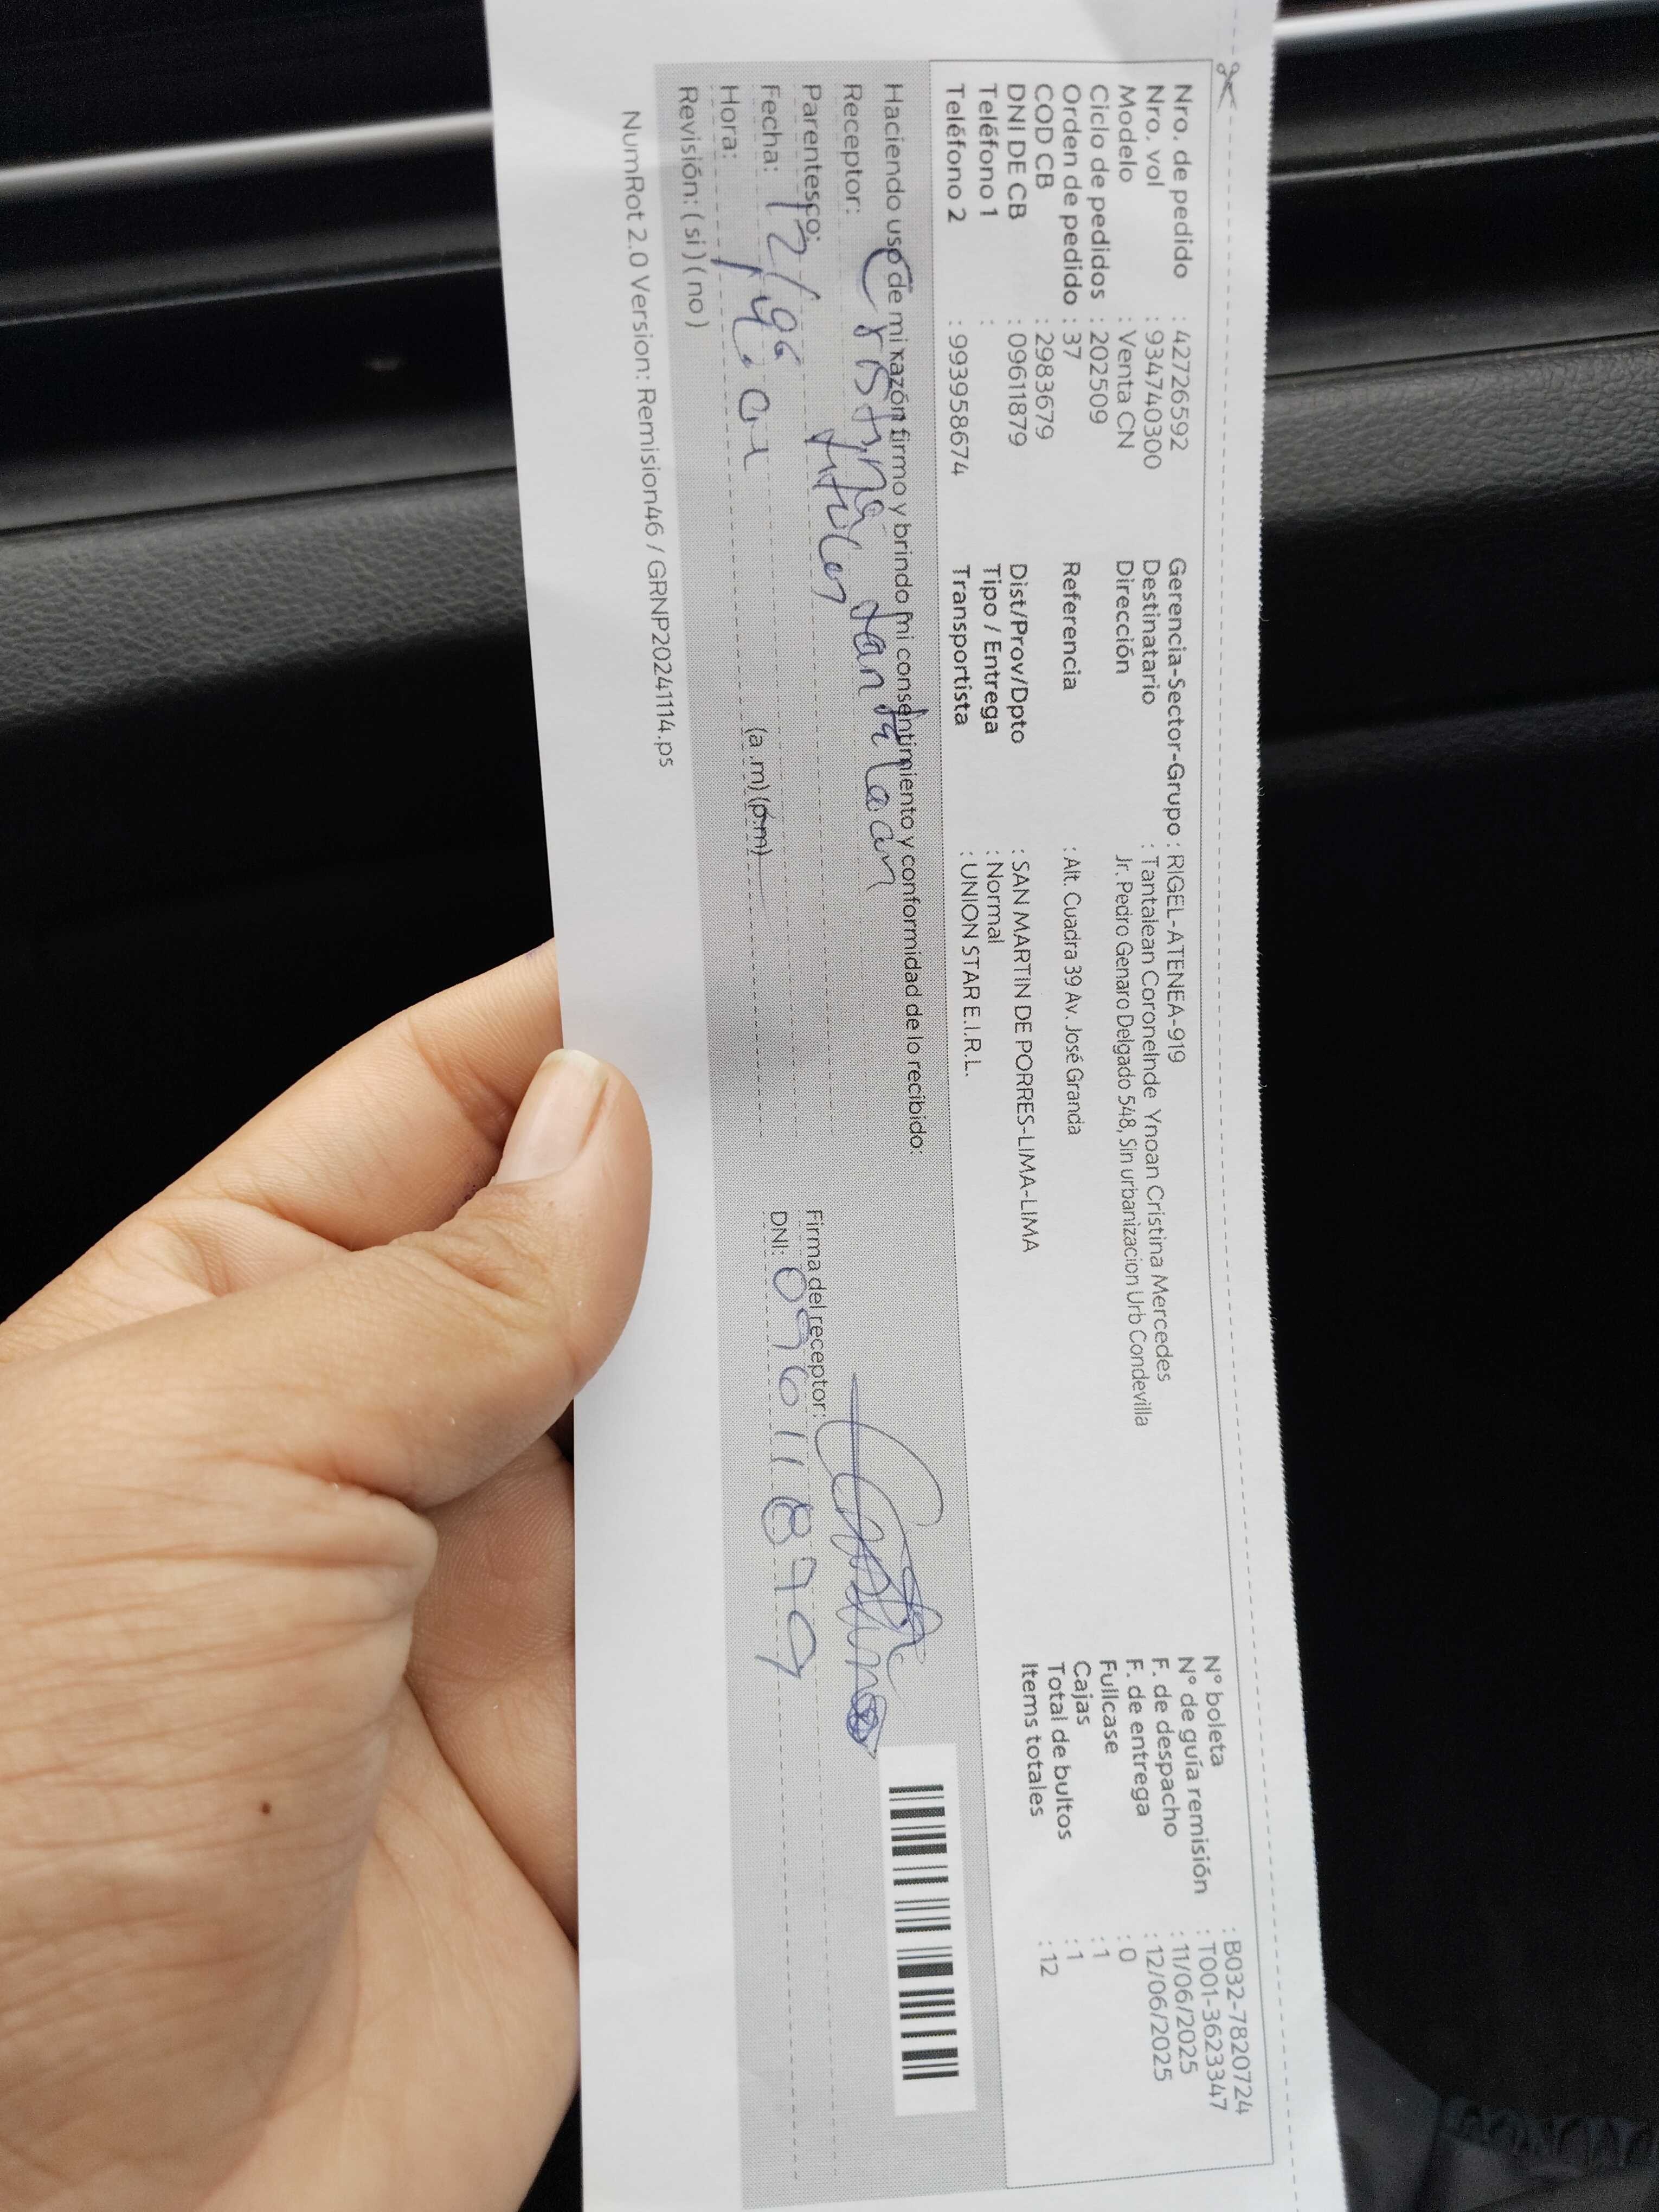 Nro. de pedido : 42726592
Nro. vol : 934740300
Modelo : Venta CN
Ciclo de pedidos : 202509
Orden de pedido : 37
COD CB : 2983679
DNI DE CB : 09611879
Teléfono 1 :
Teléfono 2 : 993958674
Gerencia-Sector-Grupo : RIGEL-ATENEA-919
Destinatario : Tantalean Coronelnde Ynoan Cristina Mercedes
Dirección Jr. Pedro Genaro Delgado 548, Sin urbanizacion Urb Condevilla
Referencia : Alt. Cuadra 39 Av. José Granda
Dist/Prov/Dpto : SAN MARTIN DE PORRES-LIMA-LIMA
Tipo / Entrega : Normal
Transportista : UNION STAR E.I.R.L.
N° boleta : B032-7820724
N° de guía remisión : T001-3623347
F. de despacho : 11/06/2025
F. de entrega : 12/06/2025
Fullcase : 0
Cajas : 1
Total de bultos : 1
Items totales : 12
Haciendo uso de mi razón firmo y brindo mi consentimiento y conformidad de lo recibido:
Receptor: Cristina Tantalean
Parentesco: titular
Fecha: 12/06
Hora: (a.m) (p.m)
Revisión: ( si ) ( no )
Firma del receptor:
DNI: 09611879
NumRot 2.0 Version: Remision46 / GRNP20241114.ps